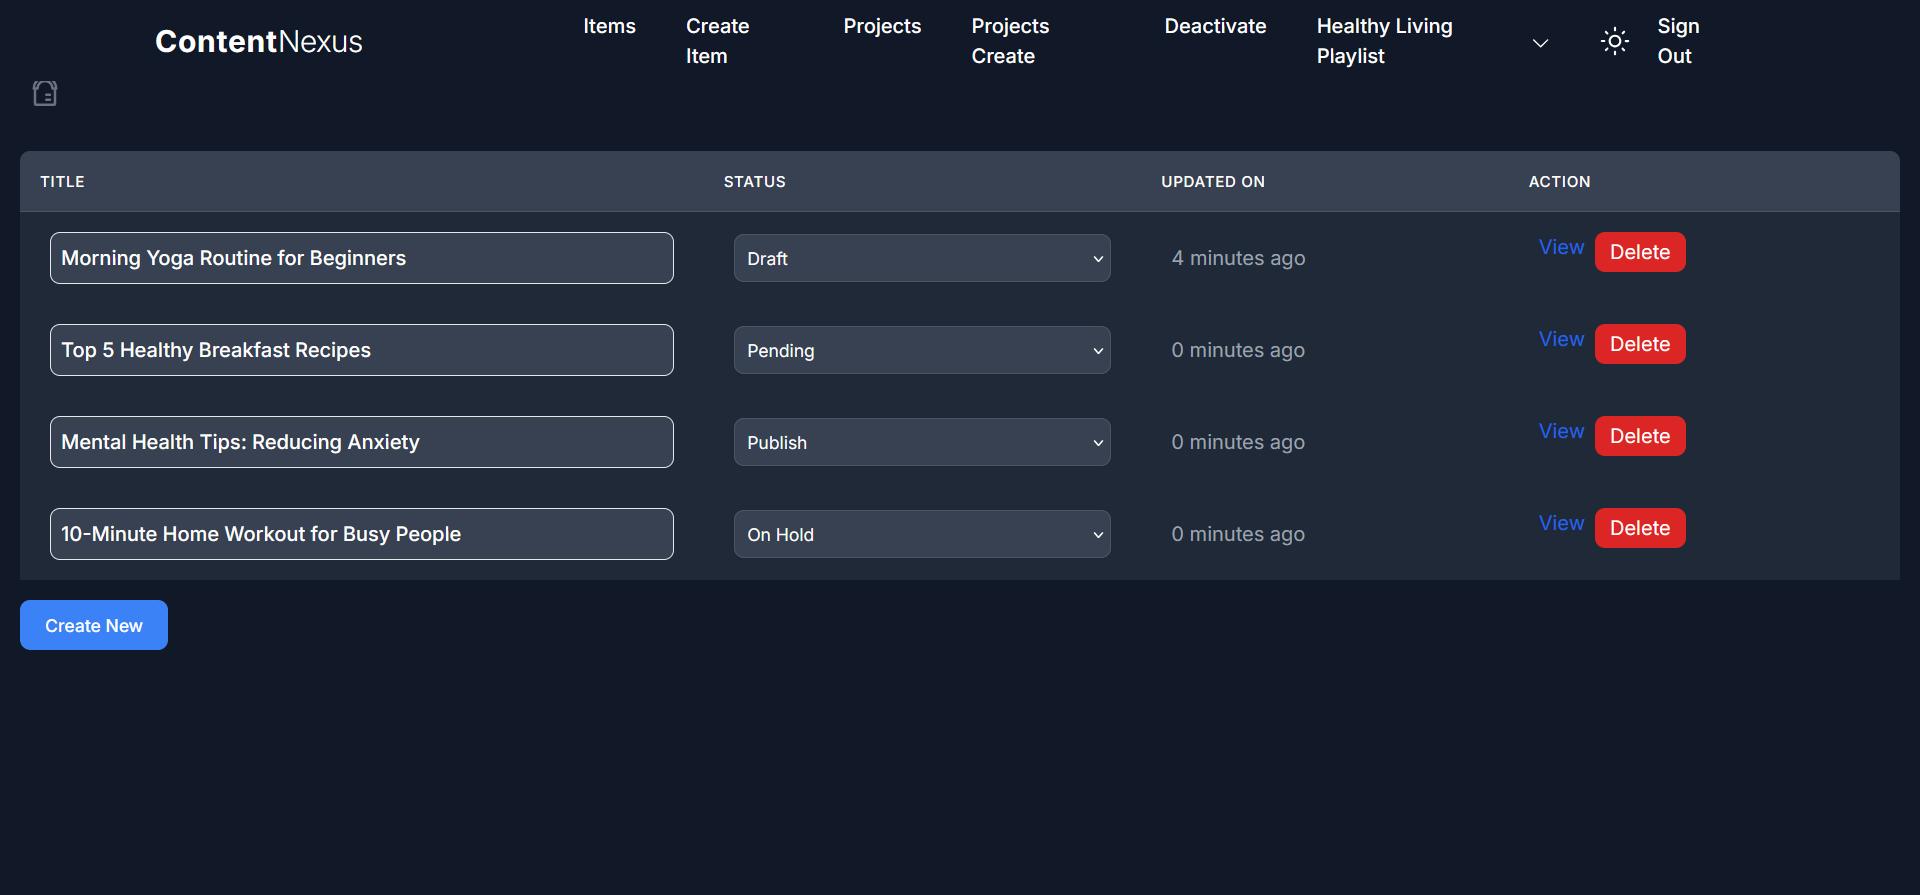 ContentNexus
Items
Create
Item
Projects
Projects
Create
Deactivate
Healthy Living
Playlist
Sign
Out
TITLE STATUS UPDATED ON ACTION
Morning Yoga Routine for Beginners Draft 4 minutes ago View Delete
Top 5 Healthy Breakfast Recipes Pending 0 minutes ago View Delete
Mental Health Tips: Reducing Anxiety Publish 0 minutes ago View Delete
10-Minute Home Workout for Busy People On Hold 0 minutes ago View Delete
Create New